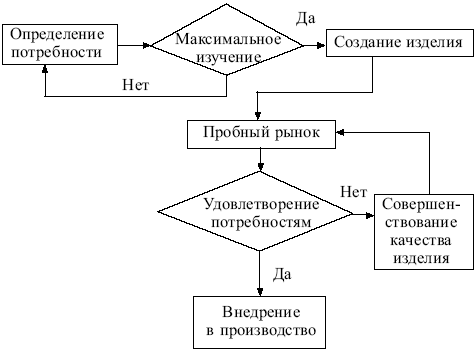 Определение
потребности
Максимальное
изучение
Да
Создание изделия
Нет
Пробный рынок
Удовлетворение
потребностям
Нет
Совершен-
ствование
качества
изделия
Да
Внедрение
в производство